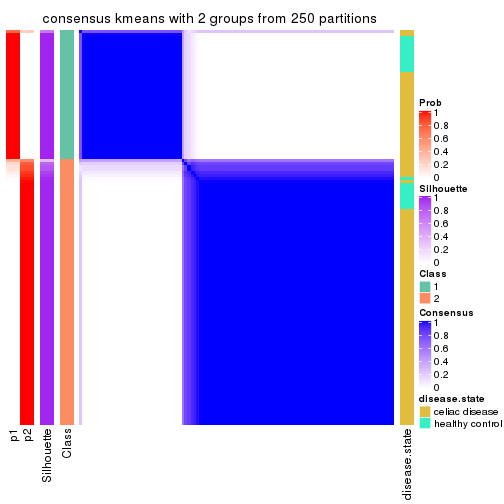 consensus kmeans with 2 groups from 250 partitions
Prob
1
0.8
0.6
0.4
0.2
0
Silhouette
1
0.8
0.6
0.4
0.2
0
Class
1
2
Consensus
1
0.8
0.6
0.4
0.2
0
disease.state
celiac disease
healthy control
p1
p2
Silhouette
Class
disease.state